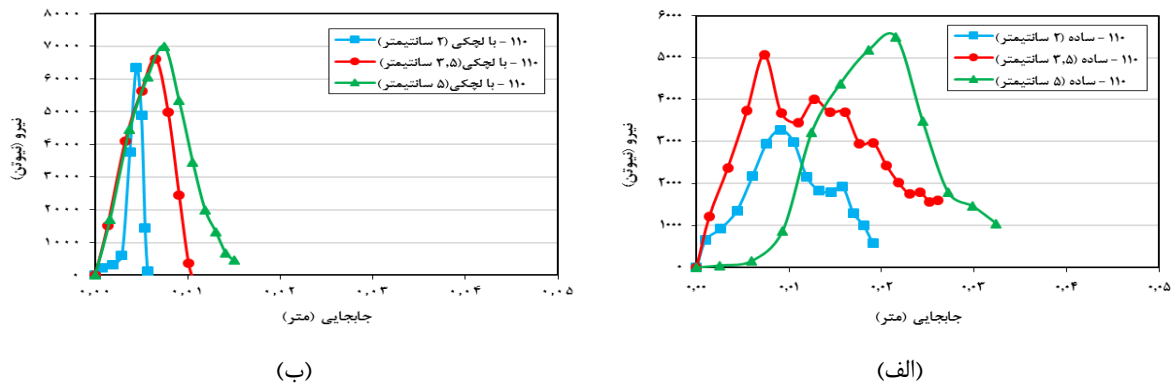 ۸۰۰۰
۷۰۰۰
۶۰۰۰
۵۰۰۰
۴۰۰۰
۳۰۰۰
۲۰۰۰
۱۰۰۰
۰
نیرو (نیوتن)
۱۱۰ - با لچکی (۲ سانتیمتر)
۱۱۰ - با لچکی(۳,۵ سانتیمتر)
۱۱۰ - با لچکی(۵ سانتیمتر)
۰,۰۰ ۰,۰۱ ۰,۰۲ ۰,۰۳ ۰,۰۴ ۰,۰۵
جابجایی (متر)
(ب)
۶۰۰۰
۵۰۰۰
۴۰۰۰
۳۰۰۰
۲۰۰۰
۱۰۰۰
۰
نیرو (نیوتن)
۱۱۰ - ساده (۲ سانتیمتر)
۱۱۰ - ساده (۳,۵ سانتیمتر)
۱۱۰ - ساده (۵ سانتیمتر)
۰,۰۰ ۰,۰۱ ۰,۰۲ ۰,۰۳ ۰,۰۴ ۰,۰۵
جابجایی (متر)
(الف)